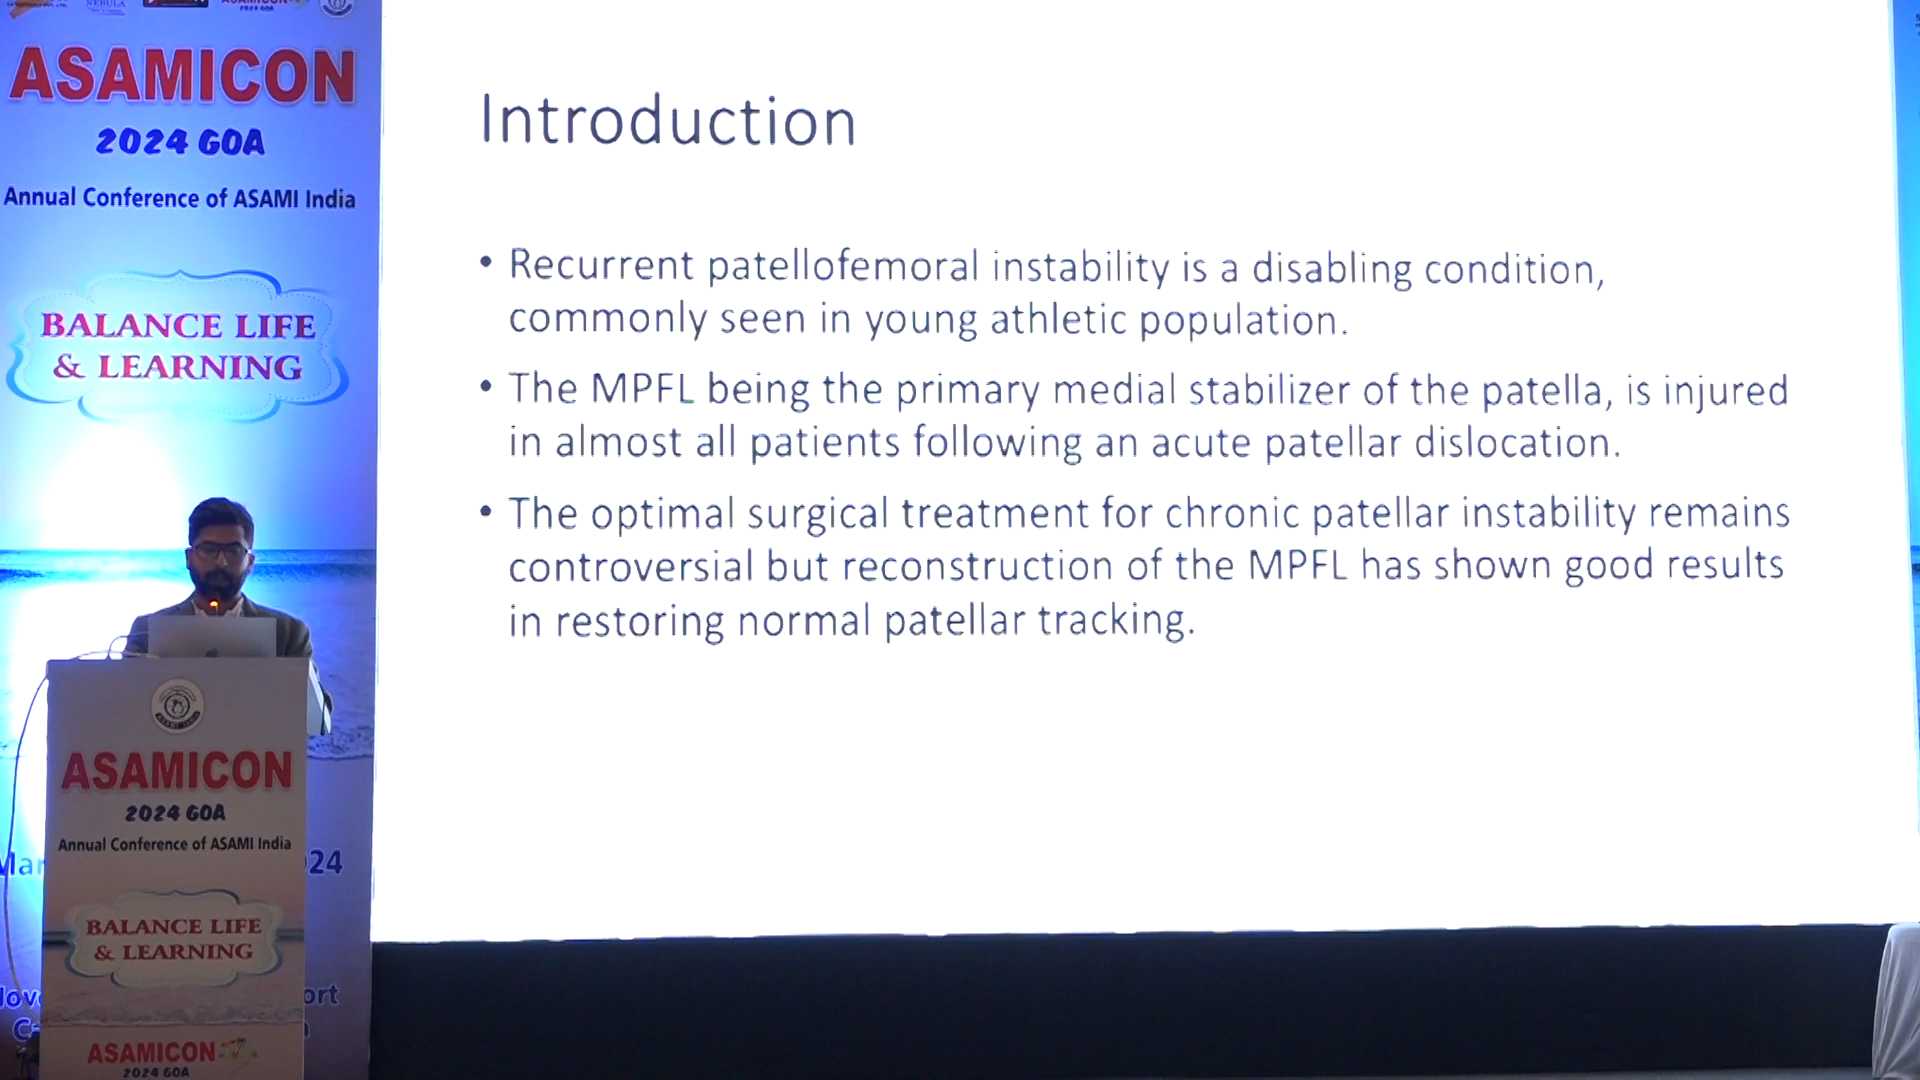 NEBULA
ASAMICON
2024 GOA
Annual Conference of ASAMI India
BALANCE LIFE
& LEARNING
Introduction
• Recurrent patellofemoral instability is a disabling condition,
commonly seen in young athletic population.
• The MPFL being the primary medial stabilizer of the patella, is injured
in almost all patients following an acute patellar dislocation.
• The optimal surgical treatment for chronic patellar instability remains
controversial but reconstruction of the MPFL has shown good results
in restoring normal patellar tracking.
ASAMICON
2024 GOA
Annual Conference of ASAMI India
BALANCE LIFE
& LEARNING
ASAMICON
2024 GOA